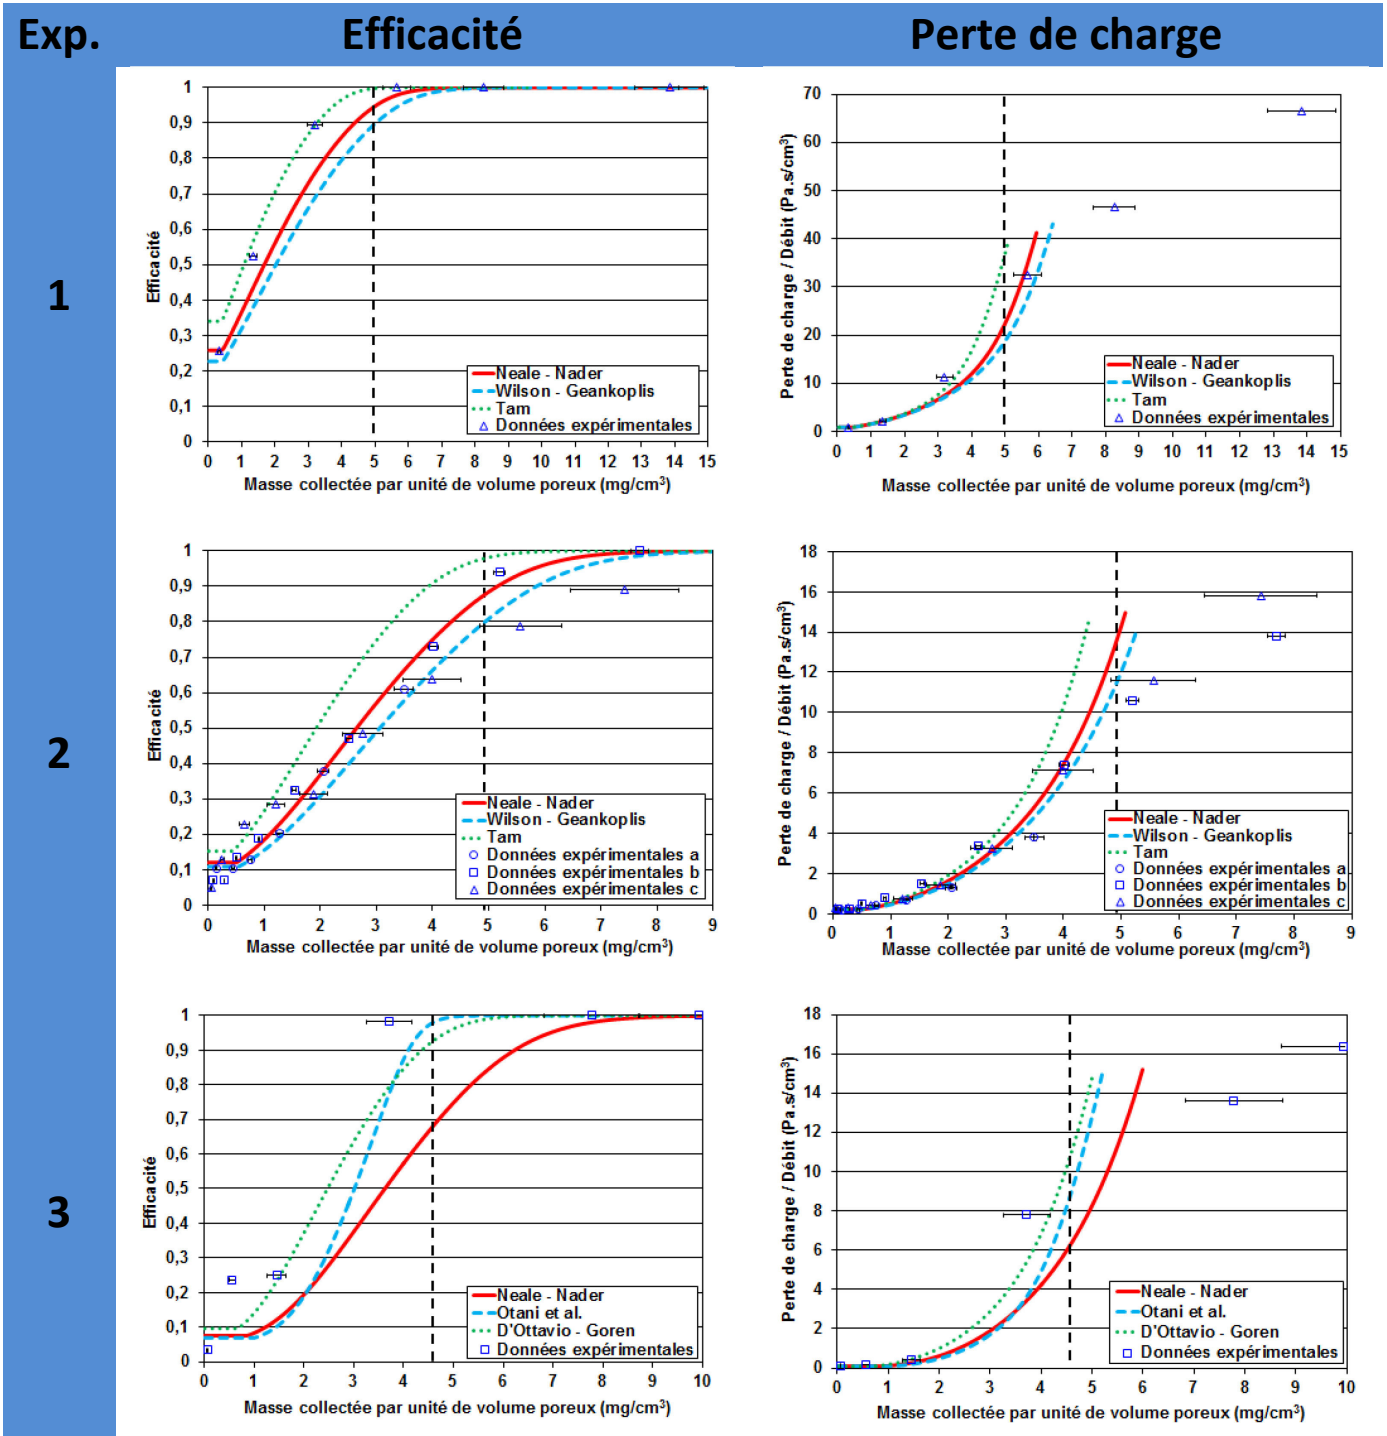 Exp. Efficacité Perte de charge
1
Efficacité
1
0,9
0,8
0,7
0,6
0,5
0,4
0,3
0,2
0,1
0
0 1 2 3 4 5 6 7 8 9 10 11 12 13 14 15
Masse collectée par unité de volume poreux (mg/cm³)
Neale - Nader
Wilson - Geankoplis
Tam
Données expérimentales
Perte de charge / Débit (Pa.s/cm³)
70
60
50
40
30
20
10
0
0 1 2 3 4 5 6 7 8 9 10 11 12 13 14 15
Masse collectée par unité de volume poreux (mg/cm³)
Neale - Nader
Wilson - Geankoplis
Tam
Données expérimentales
2
Efficacité
1
0,9
0,8
0,7
0,6
0,5
0,4
0,3
0,2
0,1
0
0 1 2 3 4 5 6 7 8 9
Masse collectée par unité de volume poreux (mg/cm³)
Neale - Nader
Wilson - Geankoplis
Tam
Données expérimentales a
Données expérimentales b
Données expérimentales c
Perte de charge / Débit (Pa.s/cm³)
18
16
14
12
10
8
6
4
2
0
0 1 2 3 4 5 6 7 8 9
Masse collectée par unité de volume poreux (mg/cm³)
Neale - Nader
Wilson - Geankoplis
Tam
Données expérimentales a
Données expérimentales b
Données expérimentales c
3
Efficacité
1
0,9
0,8
0,7
0,6
0,5
0,4
0,3
0,2
0,1
0
0 1 2 3 4 5 6 7 8 9 10
Masse collectée par unité de volume poreux (mg/cm³)
Neale - Nader
Otani et al.
D'Ottavio - Goren
Données expérimentales
Perte de charge / Débit (Pa.s/cm³)
18
16
14
12
10
8
6
4
2
0
0 1 2 3 4 5 6 7 8 9 10
Masse collectée par unité de volume poreux (mg/cm³)
Neale - Nader
Otani et al.
D'Ottavio - Goren
Données expérimentales